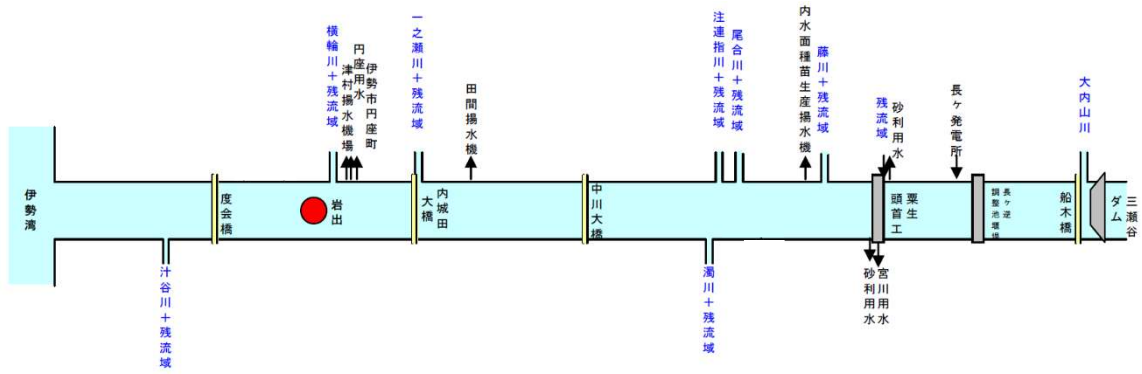 伊勢湾
汁谷川＋残流域
度会橋
横輪川＋残流域
岩出
津村揚水機場
円座用水
伊勢市円座町
一之瀬川＋残流域
内城田
大橋
田間揚水機
中川大橋
注連指川＋残流域
尾合川＋残流域
濁川＋残流域
内水面種苗生産揚水機
藤川＋残流域
残流域
砂利用水
粟生
頭首工
砂利用水
宮川用水
長ヶ発電所
長ヶ逆
調整池堰堤
船木橋
大内山川
三瀬谷
ダム